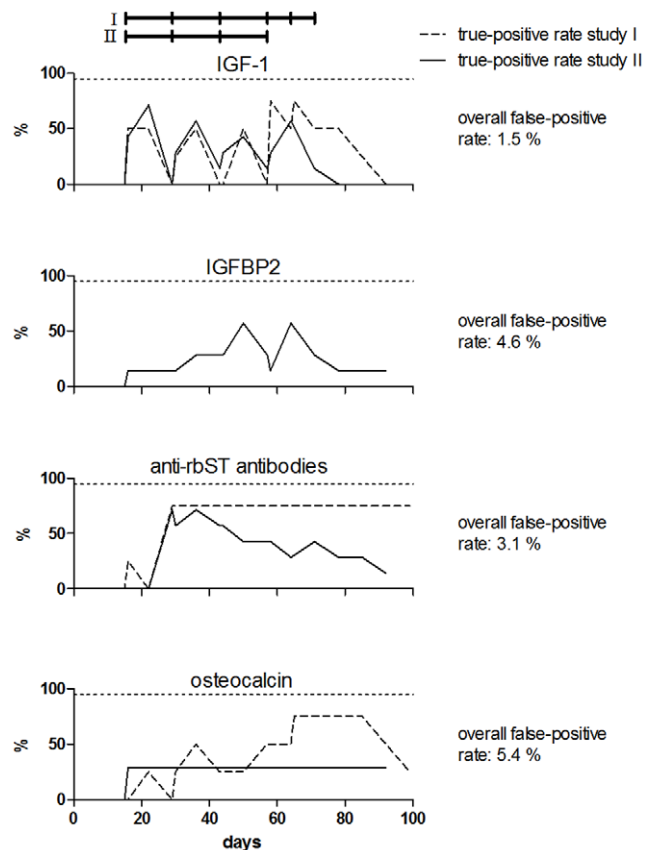 I
II
true-positive rate study I
true-positive rate study II
IGF-1
100
50
0
%
overall false-positive
rate: 1.5 %
IGFBP2
100
50
0
%
overall false-positive
rate: 4.6 %
anti-rbST antibodies
100
50
0
%
overall false-positive
rate: 3.1 %
osteocalcin
100
50
0
%
overall false-positive
rate: 5.4 %
0 20 40 60 80 100
days